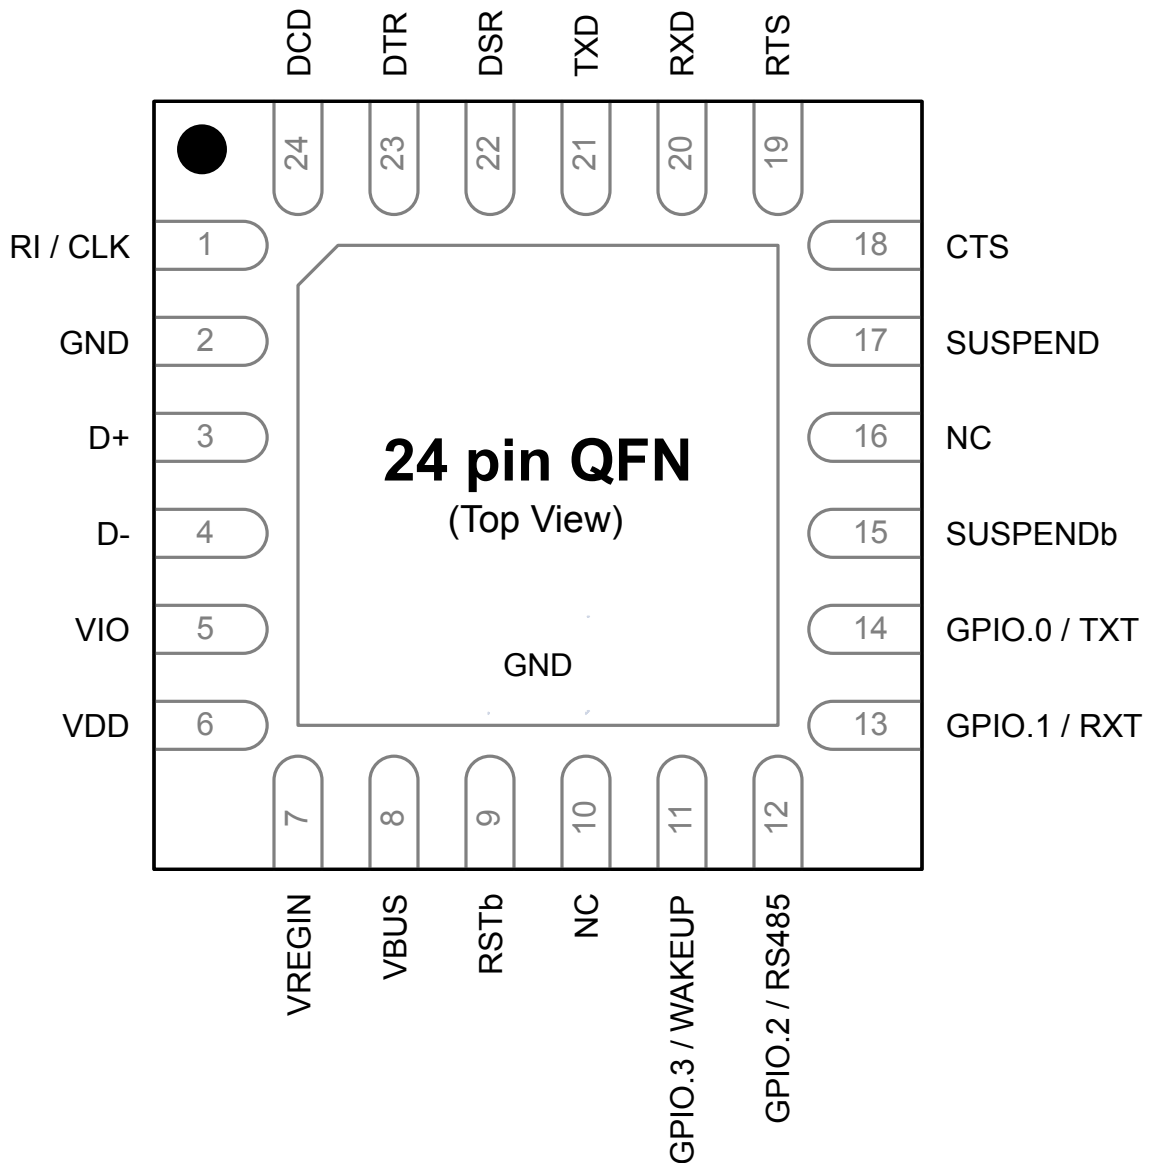 DCD
DTR
DSR
TXD
RXD
RTS
24
23
22
21
20
19
RI / CLK 1
18 CTS
GND 2
17 SUSPEND
D+ 3
16 NC
24 pin QFN
(Top View)
D- 4
15 SUSPENDb
VIO 5
14 GPIO.0 / TXT
GND
VDD 6
13 GPIO.1 / RXT
7
8
9
10
11
12
VREGIN
VBUS
RSTb
NC
GPIO.3 / WAKEUP
GPIO.2 / RS485